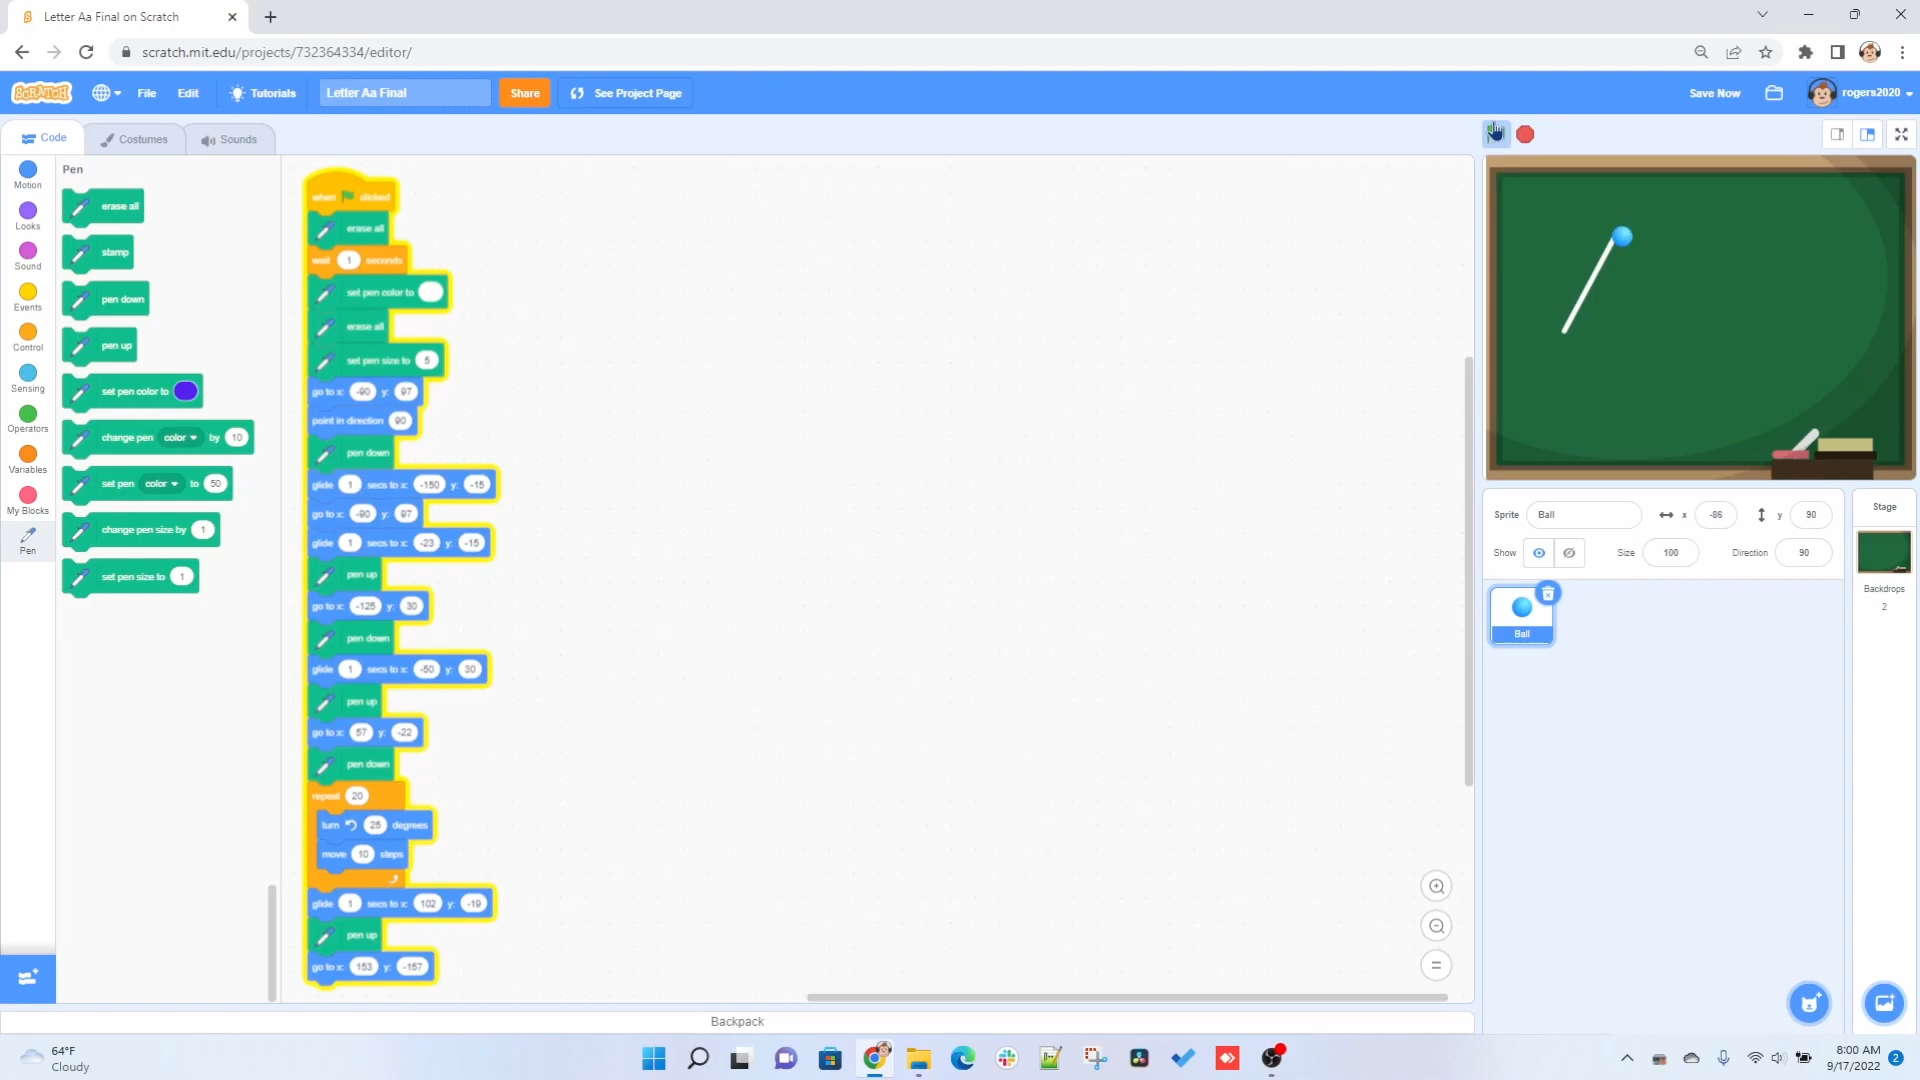 Letter Aa Final on Scratch
scratch.mit.edu/projects/732364334/editor/
SCRATCH File Edit Tutorials Letter Aa Final Share See Project Page Save Now rogers2020
Code Costumes Sounds
Motion
Looks
Sound
Events
Control
Sensing
Operators
Variables
My Blocks
Pen
Pen
erase all
stamp
pen down
pen up
set pen color to
change pen color by 10
set pen color to 50
change pen size by 1
set pen size to 1
when clicked
erase all
wait 1 seconds
set pen color to
erase all
set pen size to 5
go to x: -90 y: 97
point in direction 90
pen down
glide 1 secs to x: -150 y: -15
go to x: -90 y: 97
glide 1 secs to x: -23 y: -15
pen up
go to x: -125 y: 30
pen down
glide 1 secs to x: -50 y: 30
pen up
go to x: 57 y: -22
pen down
repeat 20
turn 25 degrees
move 10 steps
glide 1 secs to x: 102 y: -19
pen up
go to x: 153 y: -157
Sprite Ball x -86 y 90
Show Size 100 Direction 90
Ball
Stage
Backdrops
2
Backpack
64°F
Cloudy
8:00 AM
9/17/2022
2